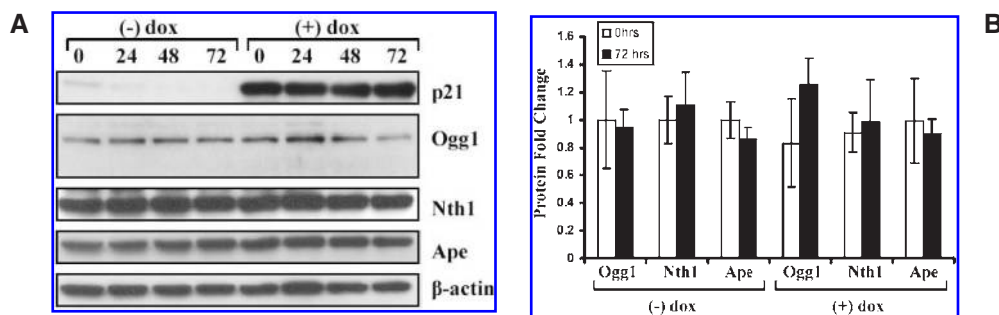 A
(-) dox (+) dox
0 24 48 72 0 24 48 72
p21
Ogg1
Nth1
Ape
β-actin
B
Protein Fold Change
1.6
1.4
1.2
1
0.8
0.6
0.4
0.2
0
0hrs
72 hrs
Ogg1 Nth1 Ape Ogg1 Nth1 Ape
(-) dox (+) dox